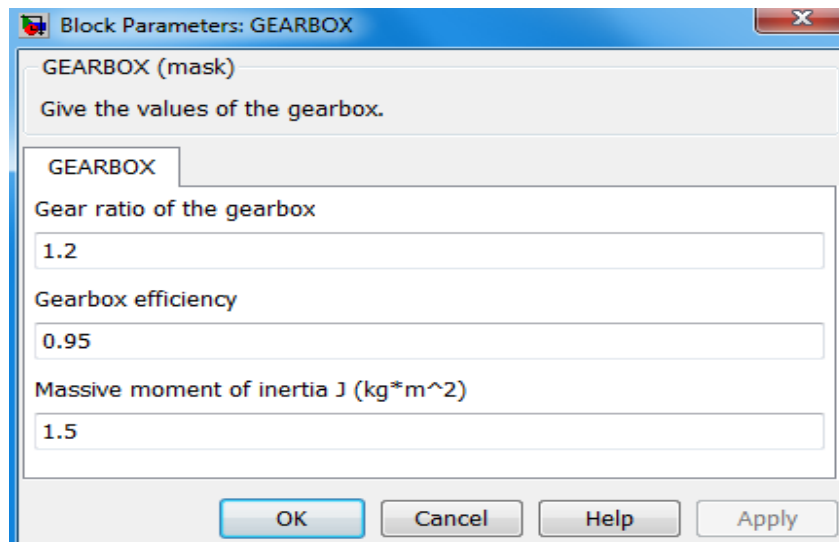 Block Parameters: GEARBOX
GEARBOX (mask)
Give the values of the gearbox.
GEARBOX
Gear ratio of the gearbox
1.2
Gearbox efficiency
0.95
Massive moment of inertia J (kg*m^2)
1.5
OK Cancel Help Apply